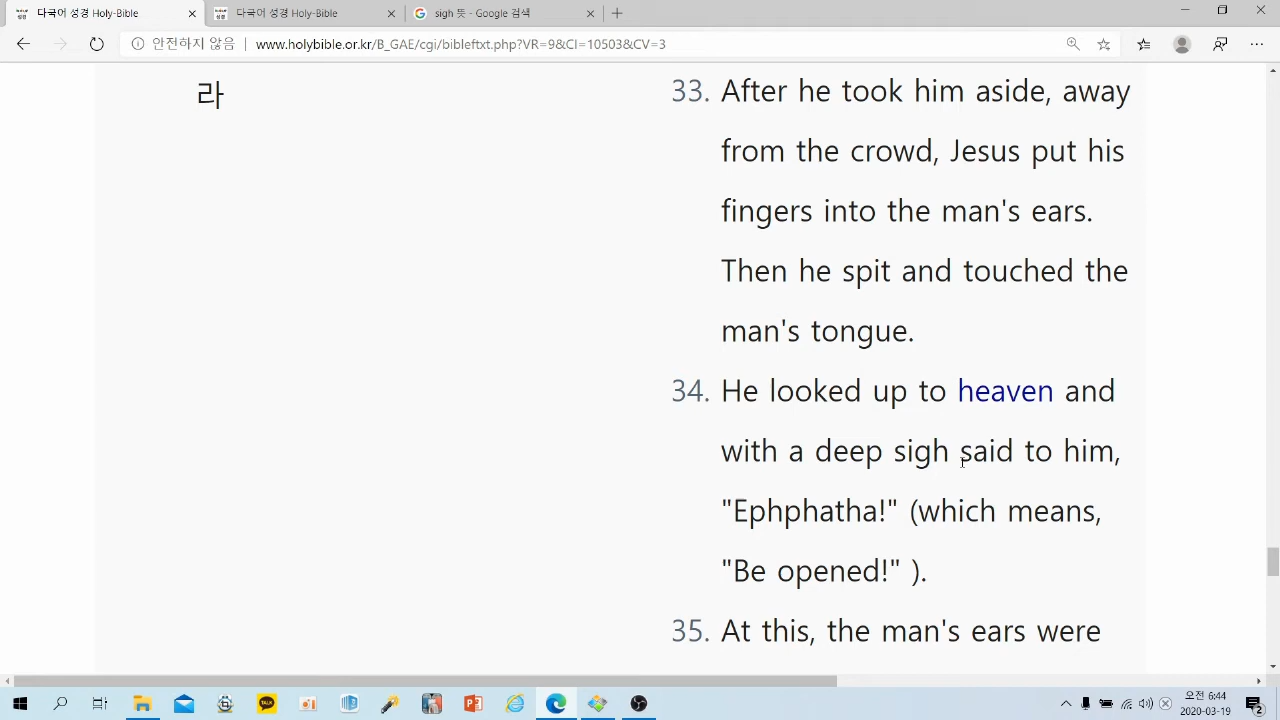 다국어 성경 Holy-Bible
다국어 성경 Holy-Bible
sigh 뜻 - Google 검색
안전하지 않음
www.holybible.or.kr/B_GAE/cgi/bibleftxt.php?VR=9&CI=10503&CV=3
라
33. After he took him aside, away
from the crowd, Jesus put his
fingers into the man's ears.
Then he spit and touched the
man's tongue.
34. He looked up to heaven and
with a deep sigh said to him,
"Ephphatha!" (which means,
"Be opened!" ).
35. At this, the man's ears were
TALK
오전 6:44
2020-03-19
2